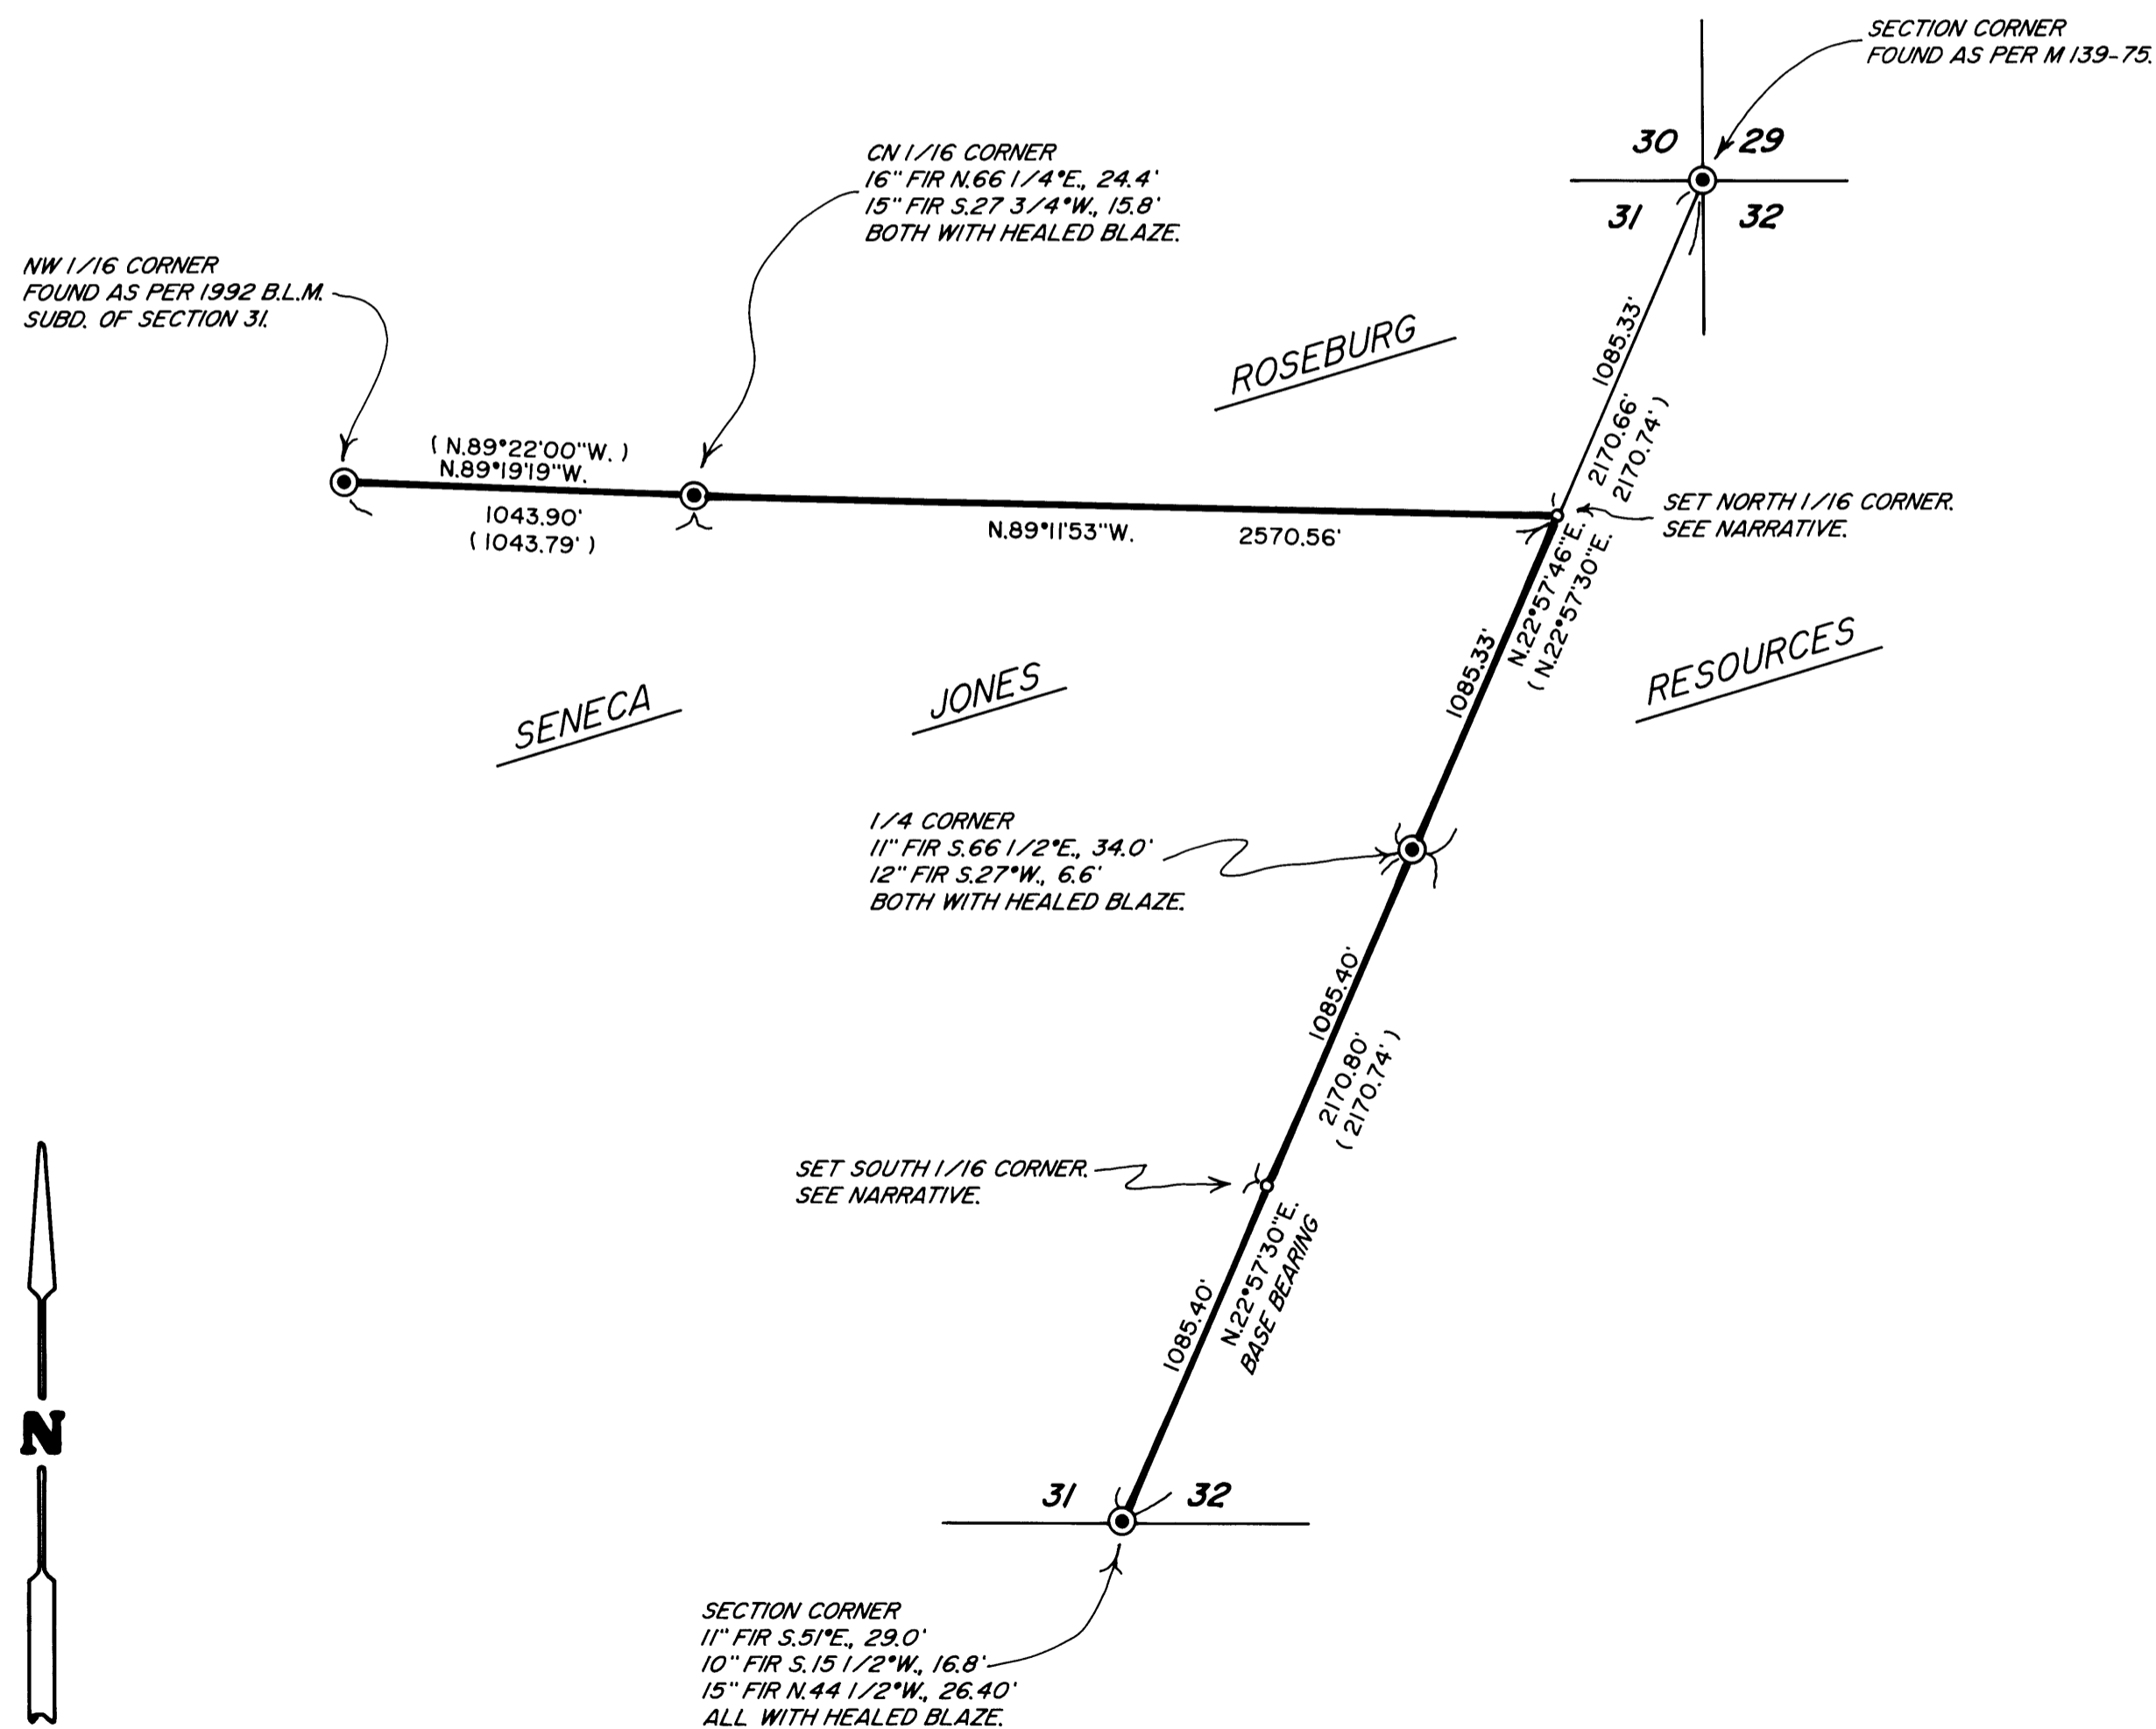 SECTION CORNER
FOUND AS PER M 139-75.
30
29
31
32
CN 1/16 CORNER
16" FIR N.66 1/4°E., 24.4'
15" FIR S.27 3/4°W., 15.8'
BOTH WITH HEALED BLAZE.
NW 1/16 CORNER
FOUND AS PER 1992 B.L.M.
SUBD. OF SECTION 31.
ROSEBURG
1085.33'
2170.66'
( 2170.74' )
( N.89°22'00"W. )
N.89°19'19"W.
1043.90'
( 1043.79' )
N.89°11'53"W.
2570.56'
SET NORTH 1/16 CORNER.
SEE NARRATIVE.
N.22°57'46"E.
( N.22°57'30"E.
1085.33'
RESOURCES
SENECA
JONES
1/4 CORNER
11" FIR S.66 1/2°E., 34.0'
12" FIR S.27°W., 6.6'
BOTH WITH HEALED BLAZE.
1085.40'
2170.80'
( 2170.74' )
SET SOUTH 1/16 CORNER.
SEE NARRATIVE.
1085.40'
N.22°57'30"E.
BASE BEARING
N
31
32
SECTION CORNER
11" FIR S.51°E., 29.0'
10" FIR S.15 1/2°W., 16.8'
15" FIR N.44 1/2°W., 26.40'
ALL WITH HEALED BLAZE.